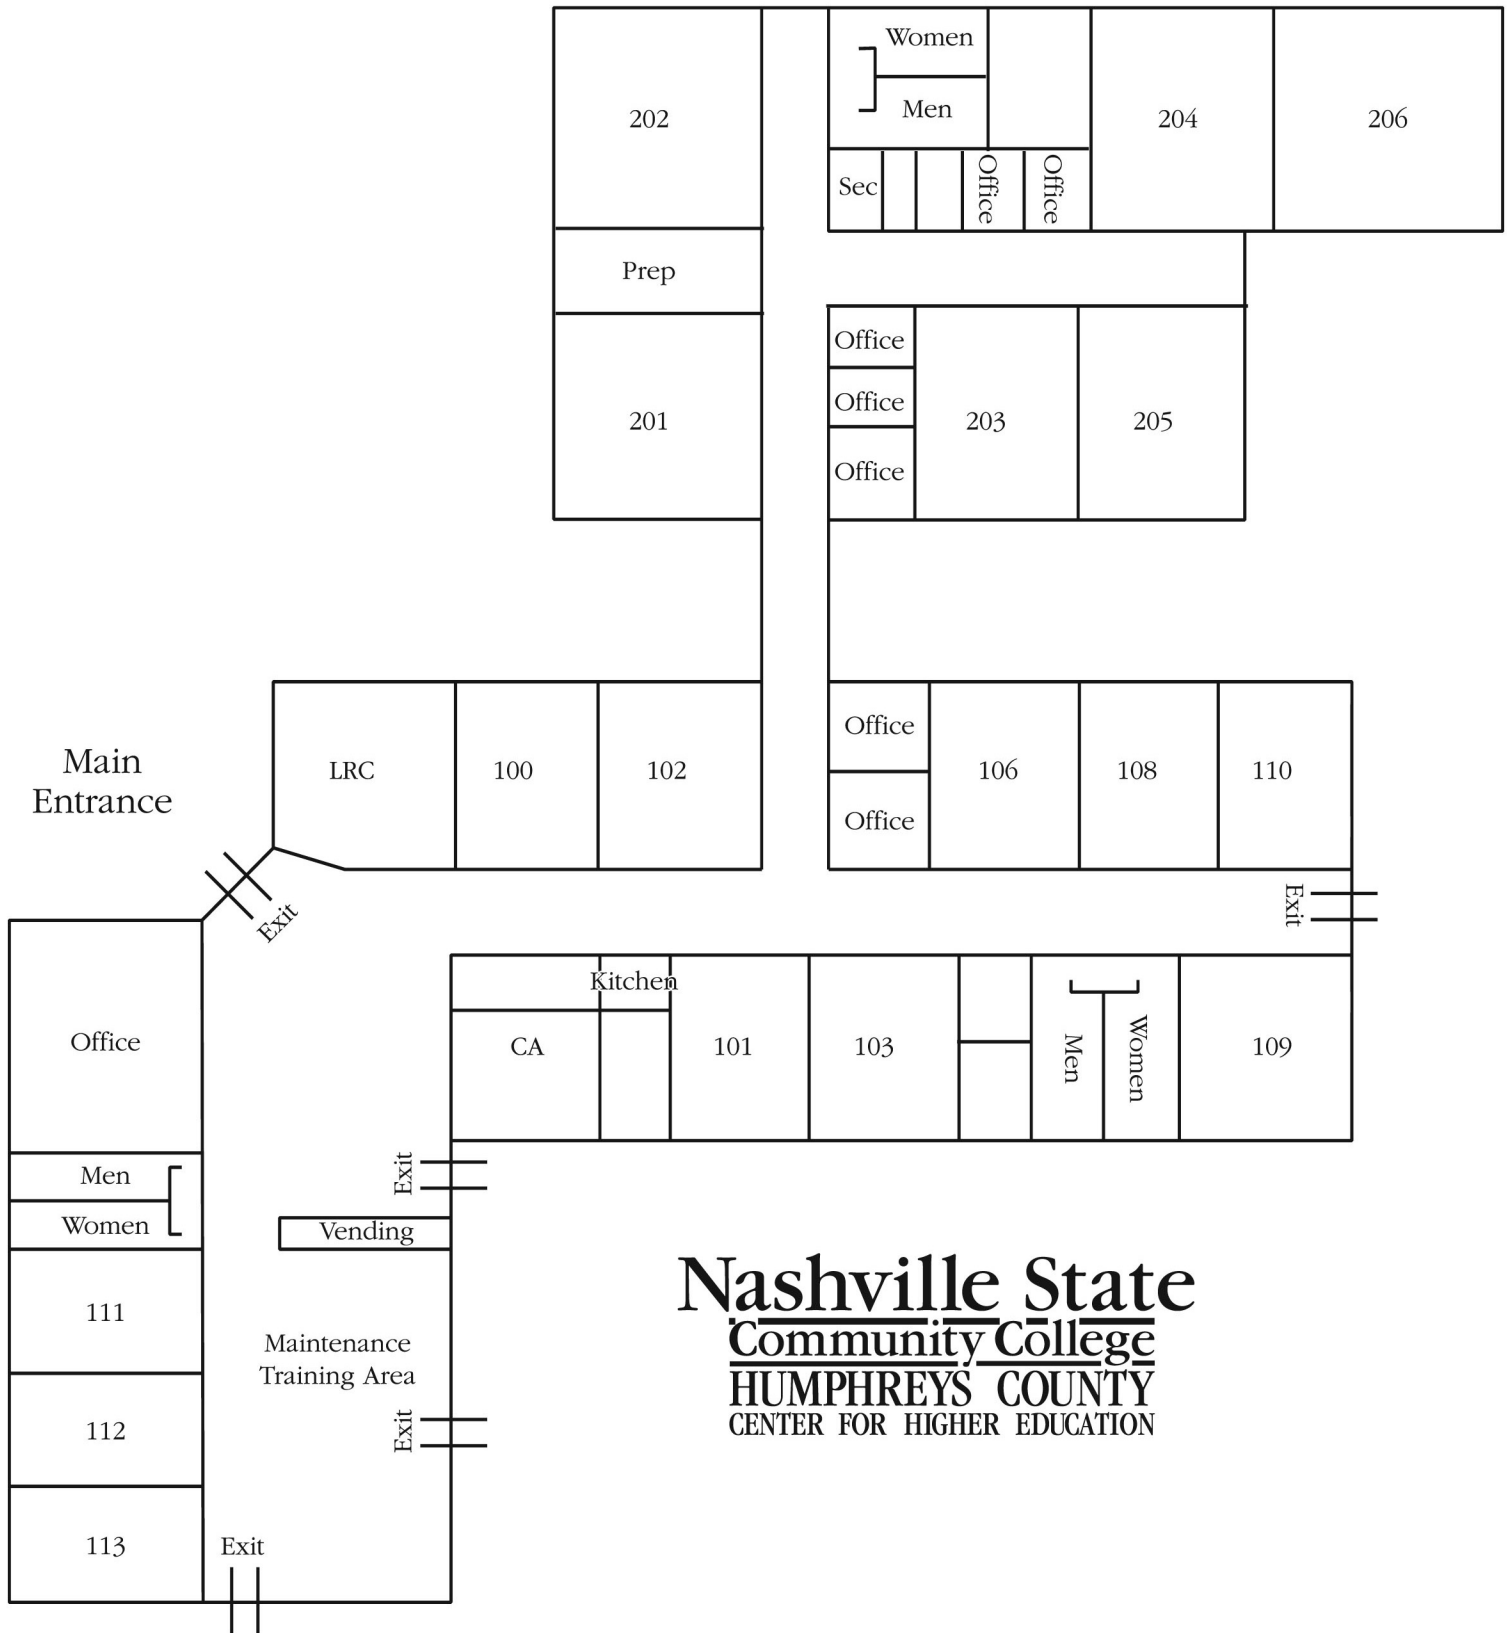 Women
202
Men
204
206
Sec
Office
Office
Prep
Office
Office
201
203
205
Office
Office
Main
Entrance
LRC
100
102
106
108
110
Office
Exit
Exit
Kitchen
Office
CA
101
103
Men
Women
109
Men
Exit
Women
Vending
111
Maintenance
Training Area
112
Exit
113
Exit
Nashville State
Community College
HUMPHREYS COUNTY
CENTER FOR HIGHER EDUCATION